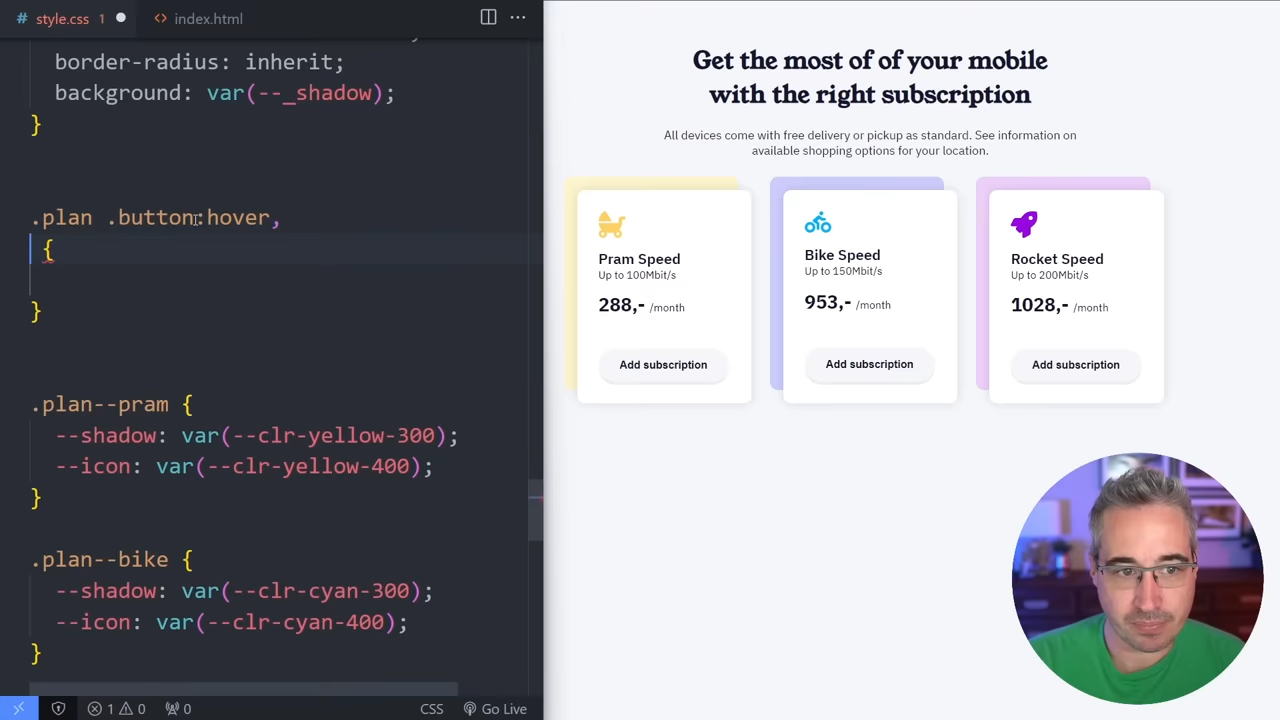 # style.css 1
<> index.html
...
border-radius: inherit;
background: var(--_shadow);
}
.plan .button:hover,
{
}
.plan--pram {
--shadow: var(--clr-yellow-300);
--icon: var(--clr-yellow-400);
}
.plan--bike {
--shadow: var(--clr-cyan-300);
--icon: var(--clr-cyan-400);
}
1 0
0
CSS
Go Live
Get the most of of your mobile
with the right subscription
All devices come with free delivery or pickup as standard. See information on
available shopping options for your location.
Pram Speed
Up to 100Mbit/s
288,- /month
Add subscription
Bike Speed
Up to 150Mbit/s
953,- /month
Add subscription
Rocket Speed
Up to 200Mbit/s
1028,- /month
Add subscription